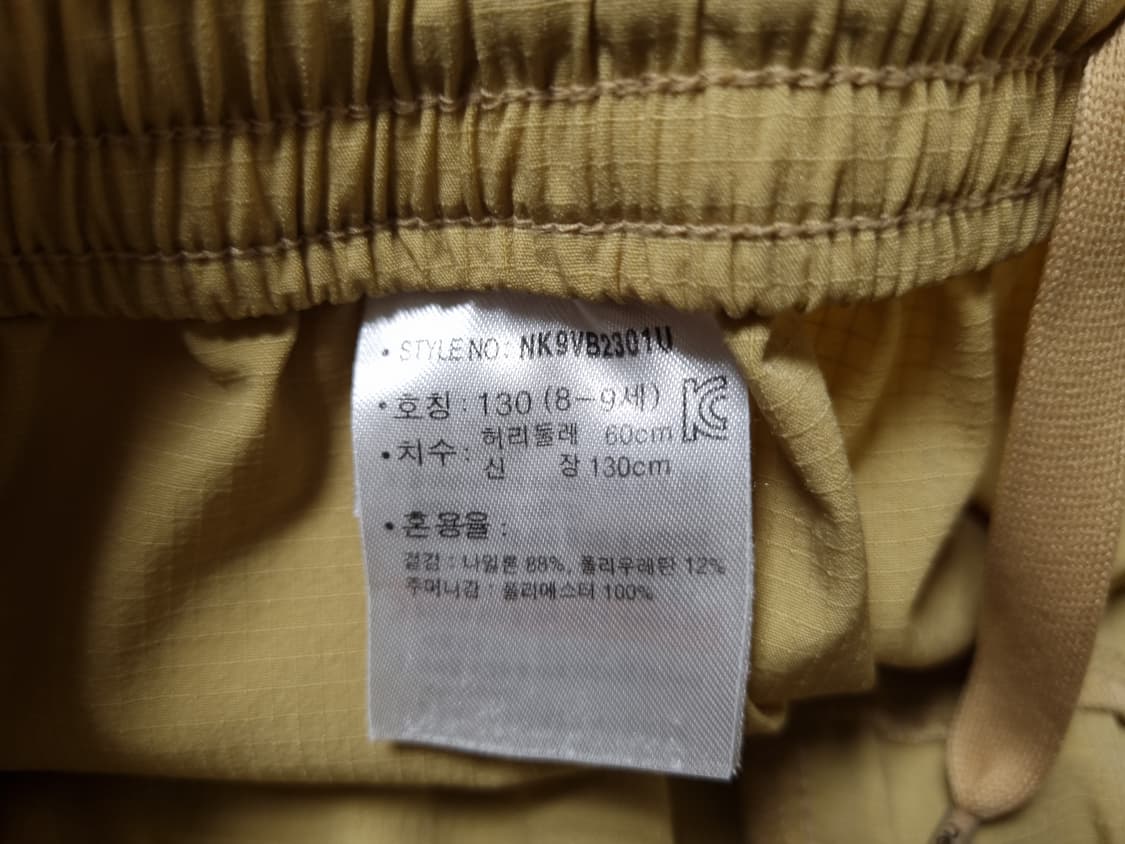 • STYLE NO : NK9VB2301U
• 호칭 : 130 (8-9세)
• 치수 : 허리둘레 60cm
신 장 130cm
KC
• 혼용율 :
겉감 : 나일론 88%, 폴리우레탄 12%
주머니감 : 폴리에스터 100%